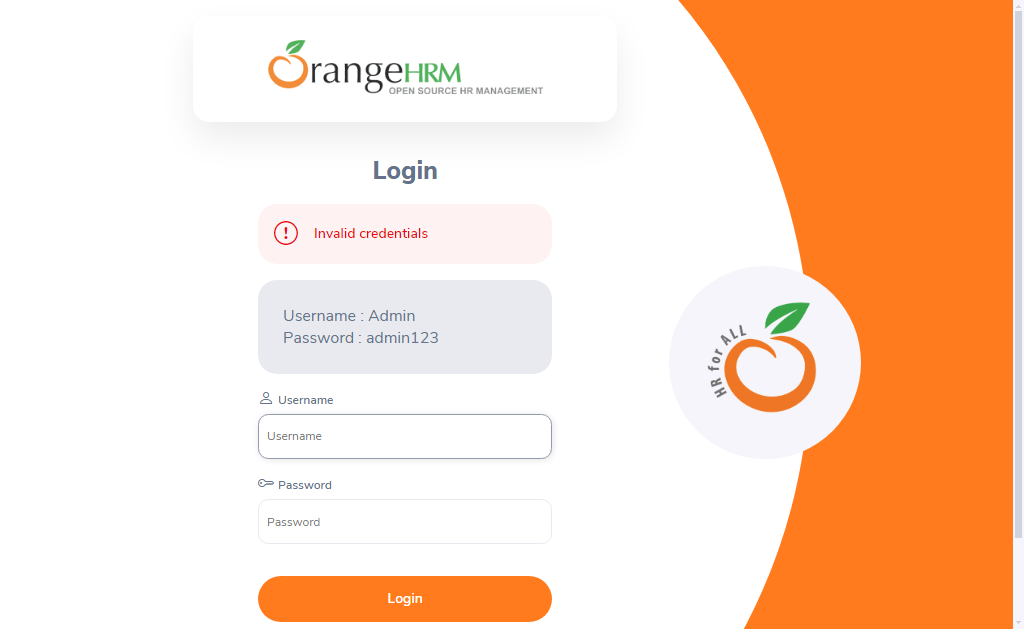 OrangeHRM
OPEN SOURCE HR MANAGEMENT
Login
! Invalid credentials
Username : Admin
Password : admin123
Username
Username
Password
Password
Login
HR for ALL